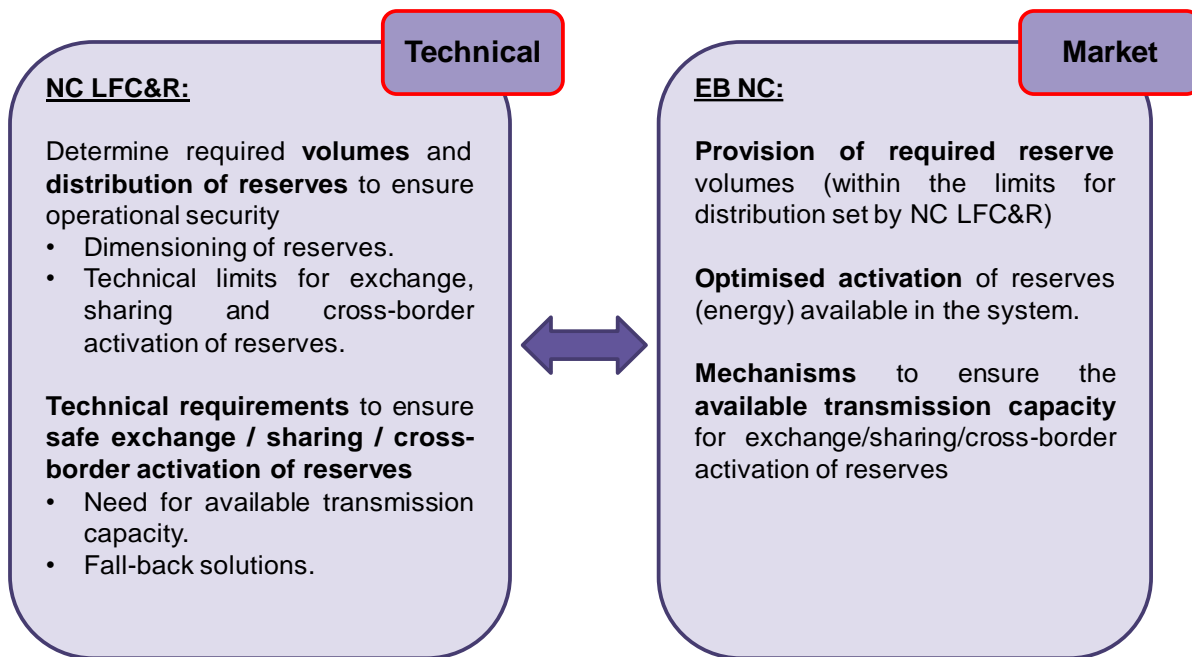 Technical
NC LFC&R:
Determine required volumes and
distribution of reserves to ensure
operational security
• Dimensioning of reserves.
• Technical limits for exchange,
sharing and cross-border
activation of reserves.
Technical requirements to ensure
safe exchange / sharing / cross-
border activation of reserves
• Need for available transmission
capacity.
• Fall-back solutions.
Market
EB NC:
Provision of required reserve
volumes (within the limits for
distribution set by NC LFC&R)
Optimised activation of reserves
(energy) available in the system.
Mechanisms to ensure the
available transmission capacity
for exchange/sharing/cross-border
activation of reserves